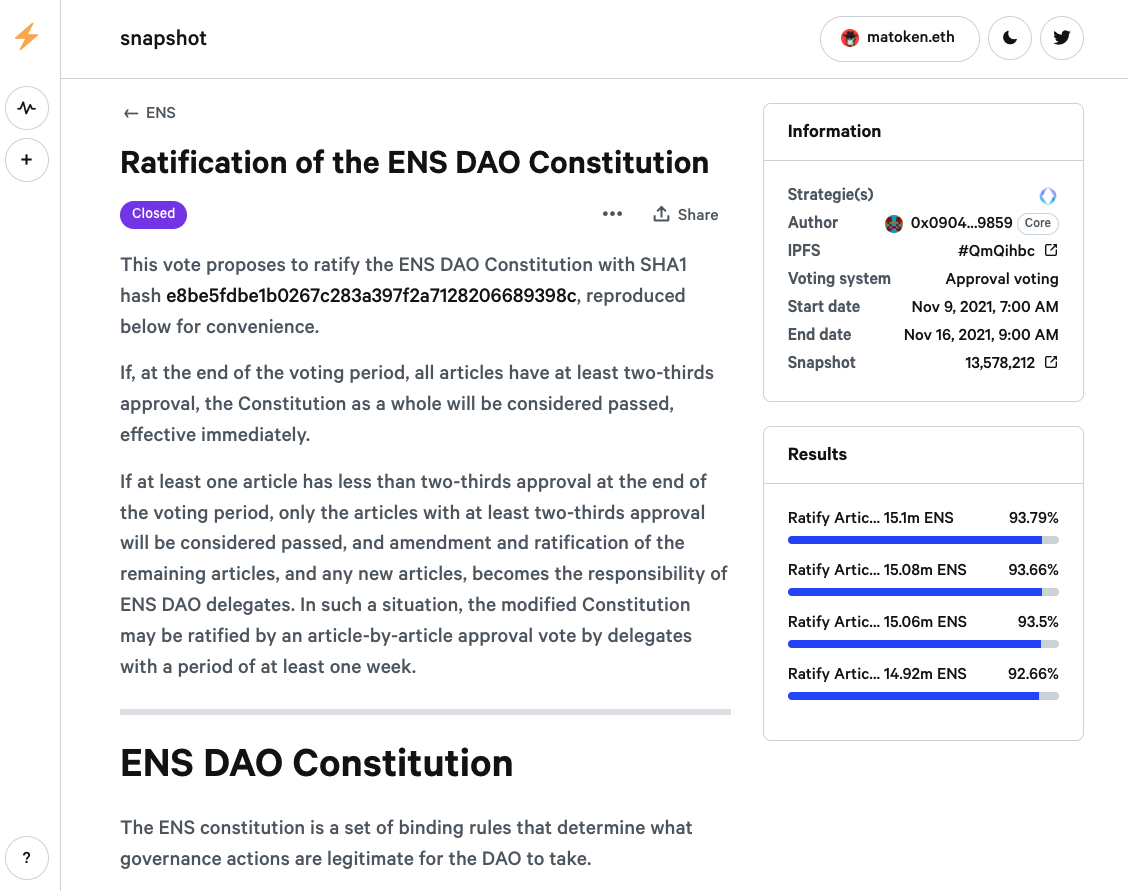 snapshot
matoken.eth
← ENS
Ratification of the ENS DAO Constitution
Closed
Share
This vote proposes to ratify the ENS DAO Constitution with SHA1
hash e8be5fdbe1b0267c283a397f2a7128206689398c, reproduced
below for convenience.
If, at the end of the voting period, all articles have at least two-thirds
approval, the Constitution as a whole will be considered passed,
effective immediately.
If at least one article has less than two-thirds approval at the end of
the voting period, only the articles with at least two-thirds approval
will be considered passed, and amendment and ratification of the
remaining articles, and any new articles, becomes the responsibility of
ENS DAO delegates. In such a situation, the modified Constitution
may be ratified by an article-by-article approval vote by delegates
with a period of at least one week.
ENS DAO Constitution
The ENS constitution is a set of binding rules that determine what
governance actions are legitimate for the DAO to take.
Information
Strategie(s)
Author 0x0904...9859 Core
IPFS #QmQihbc
Voting system Approval voting
Start date Nov 9, 2021, 7:00 AM
End date Nov 16, 2021, 9:00 AM
Snapshot 13,578,212
Results
Ratify Artic... 15.1m ENS 93.79%
Ratify Artic... 15.08m ENS 93.66%
Ratify Artic... 15.06m ENS 93.5%
Ratify Artic... 14.92m ENS 92.66%
?